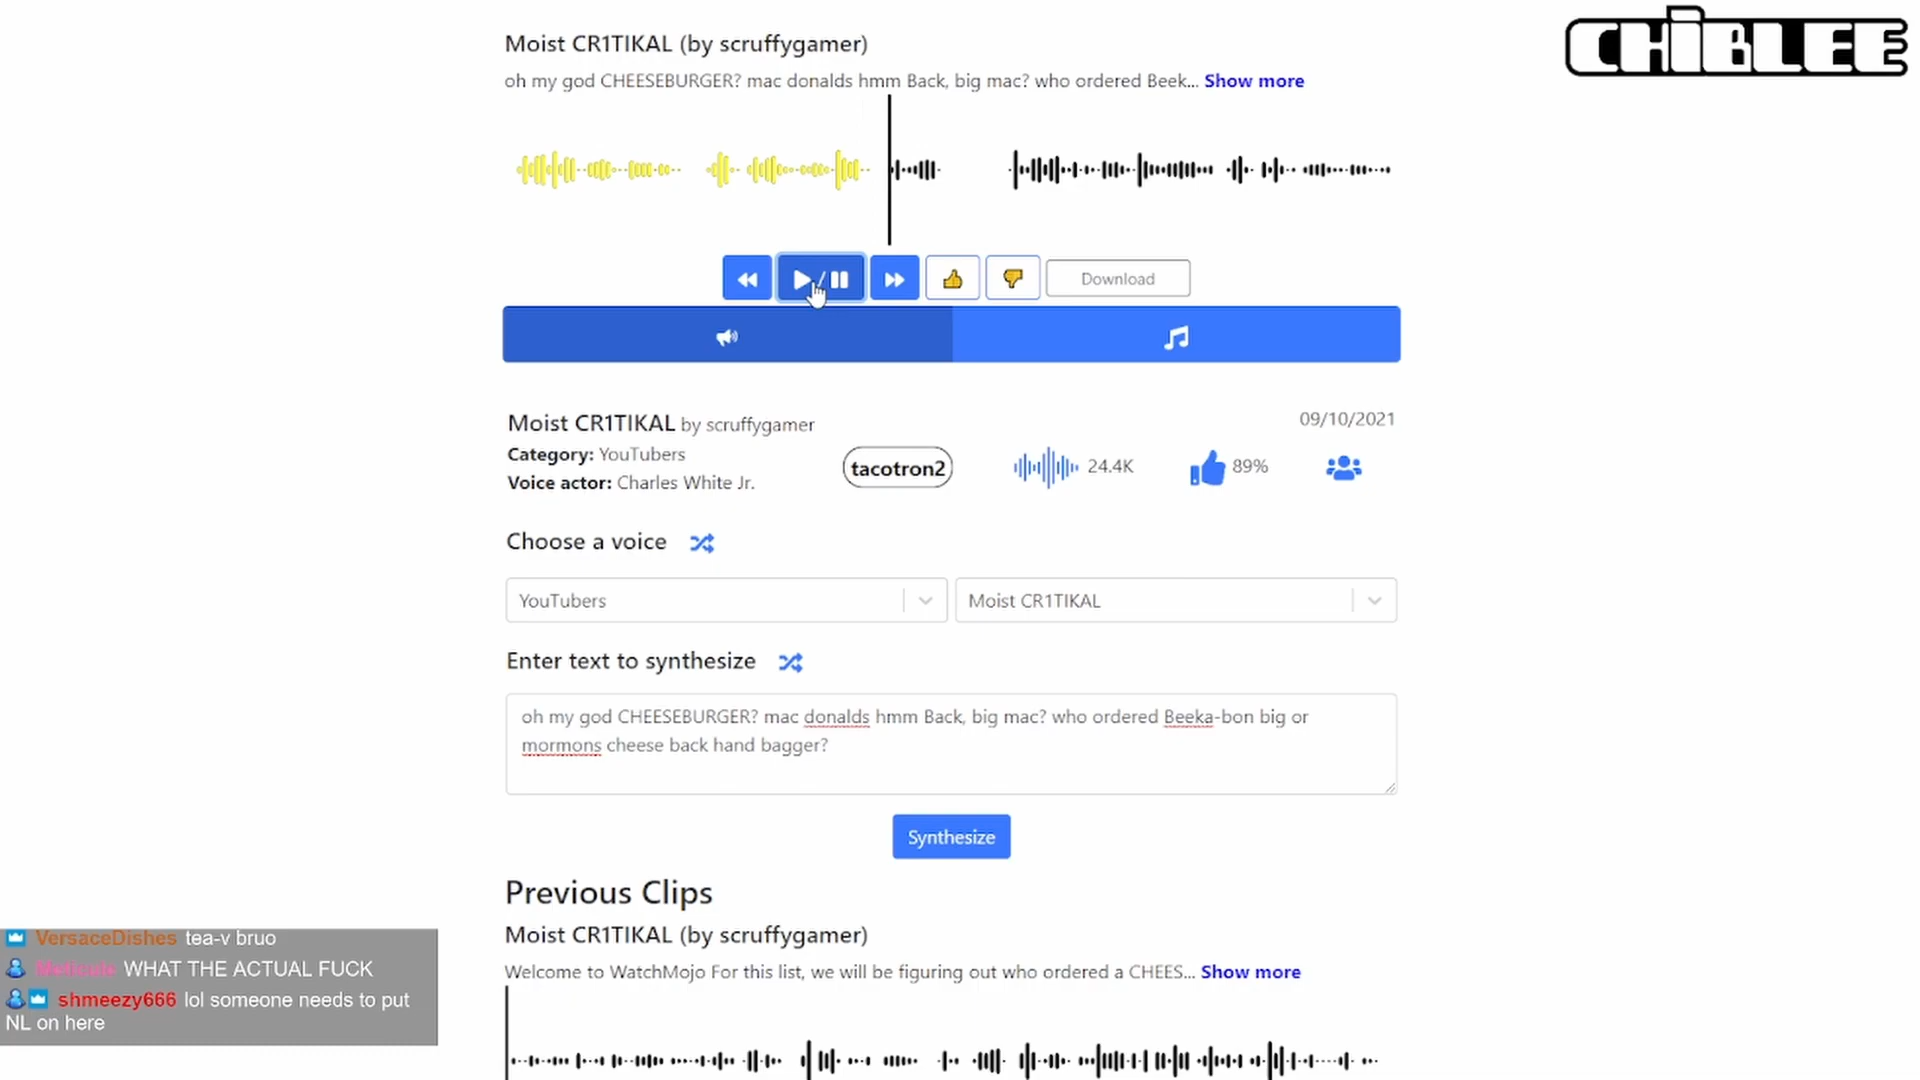 CHiBLEE
Moist CR1TIKAL (by scruffygamer)
oh my god CHEESEBURGER? mac donalds hmm Back, big mac? who ordered Beek... Show more
Download
Moist CR1TIKAL by scruffygamer
09/10/2021
Category: YouTubers
Voice actor: Charles White Jr.
tacotron2
24.4K
89%
Choose a voice
YouTubers
Moist CR1TIKAL
Enter text to synthesize
oh my god CHEESEBURGER? mac donalds hmm Back, big mac? who ordered Beeka-bon big or
mormons cheese back hand bagger?
Synthesize
Previous Clips
Moist CR1TIKAL (by scruffygamer)
Welcome to WatchMojo For this list, we will be figuring out who ordered a CHEES... Show more
VersaceDishes tea-v bruo
WHAT THE ACTUAL FUCK
shmeezy666 lol someone needs to put
NL on here